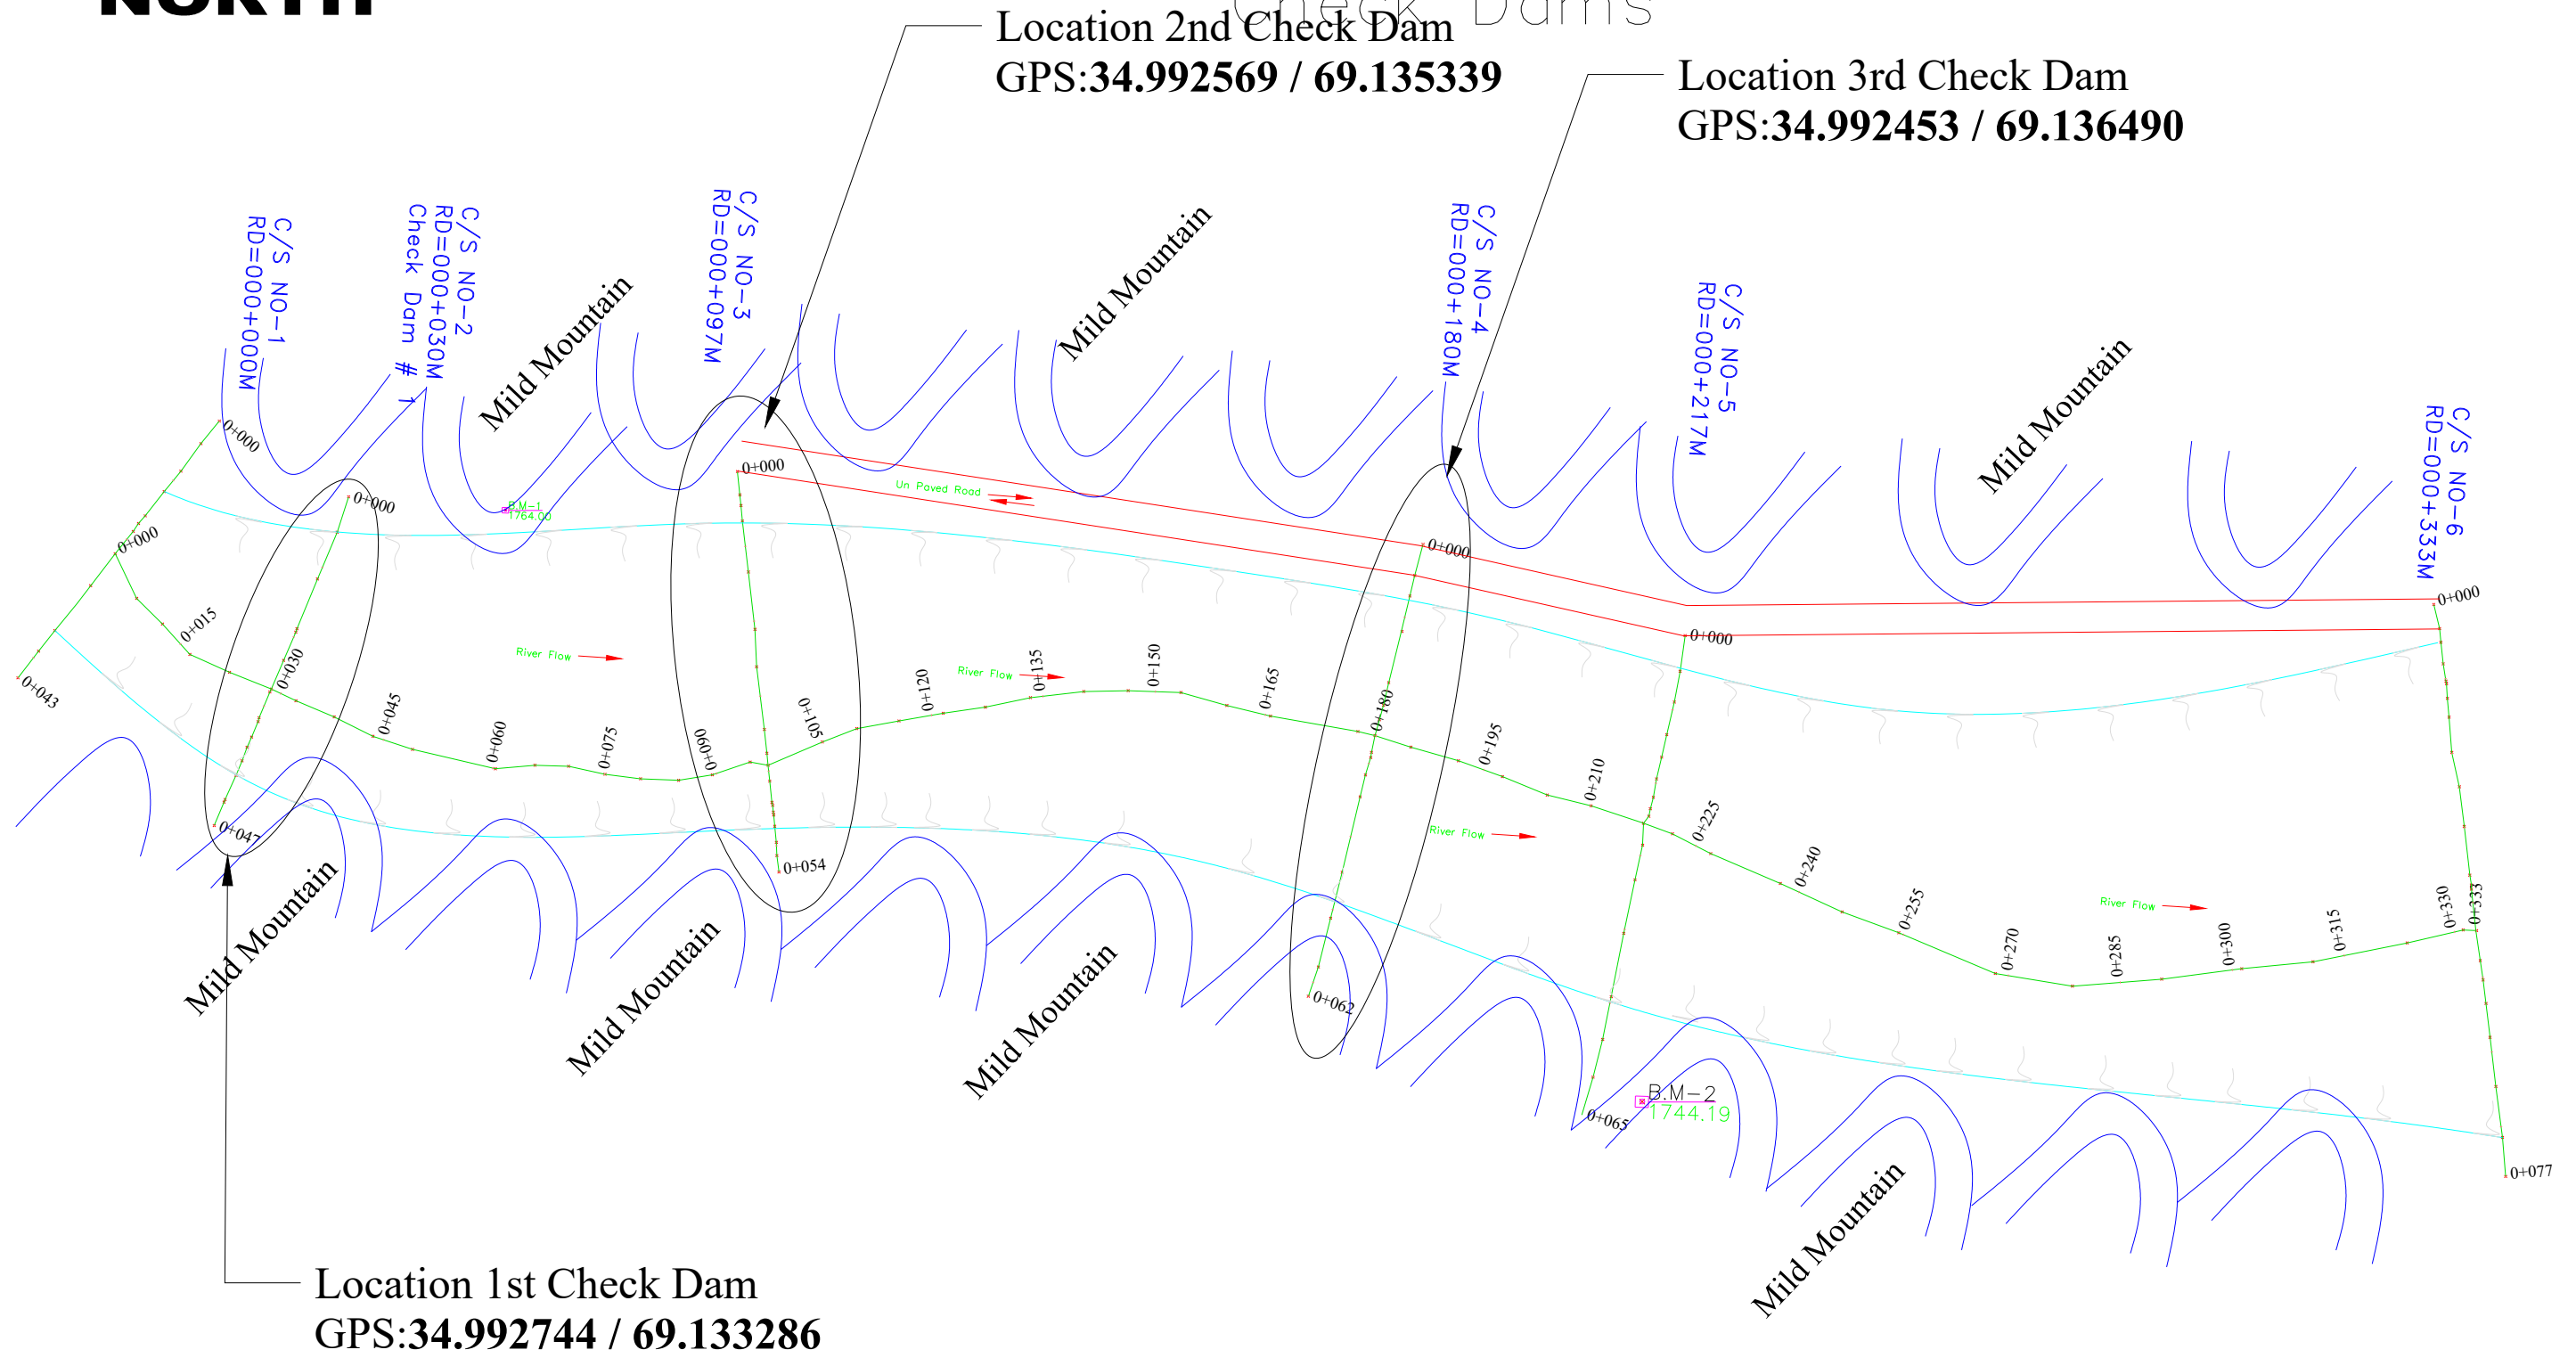 NORTH
Check Dams
Location 2nd Check Dam
GPS:34.992569 / 69.135339
Location 3rd Check Dam
GPS:34.992453 / 69.136490
C/S NO-1
RD=000+000M
C/S NO-2
RD=000+030M
Check Dam # 1
C/S NO-3
RD=000+097M
C/S NO-4
RD=000+180M
C/S NO-5
RD=000+217M
C/S NO-6
RD=000+333M
Mild Mountain
Mild Mountain
Mild Mountain
0+000
0+000
0+000
0+000
0+000
0+000
0+000
B.M-1
1764.00
Un Paved Road
River Flow
River Flow
River Flow
River Flow
0+015
0+030
0+045
0+060
0+075
0+090
0+105
0+120
0+135
0+150
0+165
0+180
0+195
0+210
0+225
0+240
0+255
0+270
0+285
0+300
0+315
0+330
0+333
0+043
0+047
0+054
0+062
0+065
0+077
B.M-2
1744.19
Mild Mountain
Mild Mountain
Mild Mountain
Mild Mountain
Location 1st Check Dam
GPS:34.992744 / 69.133286